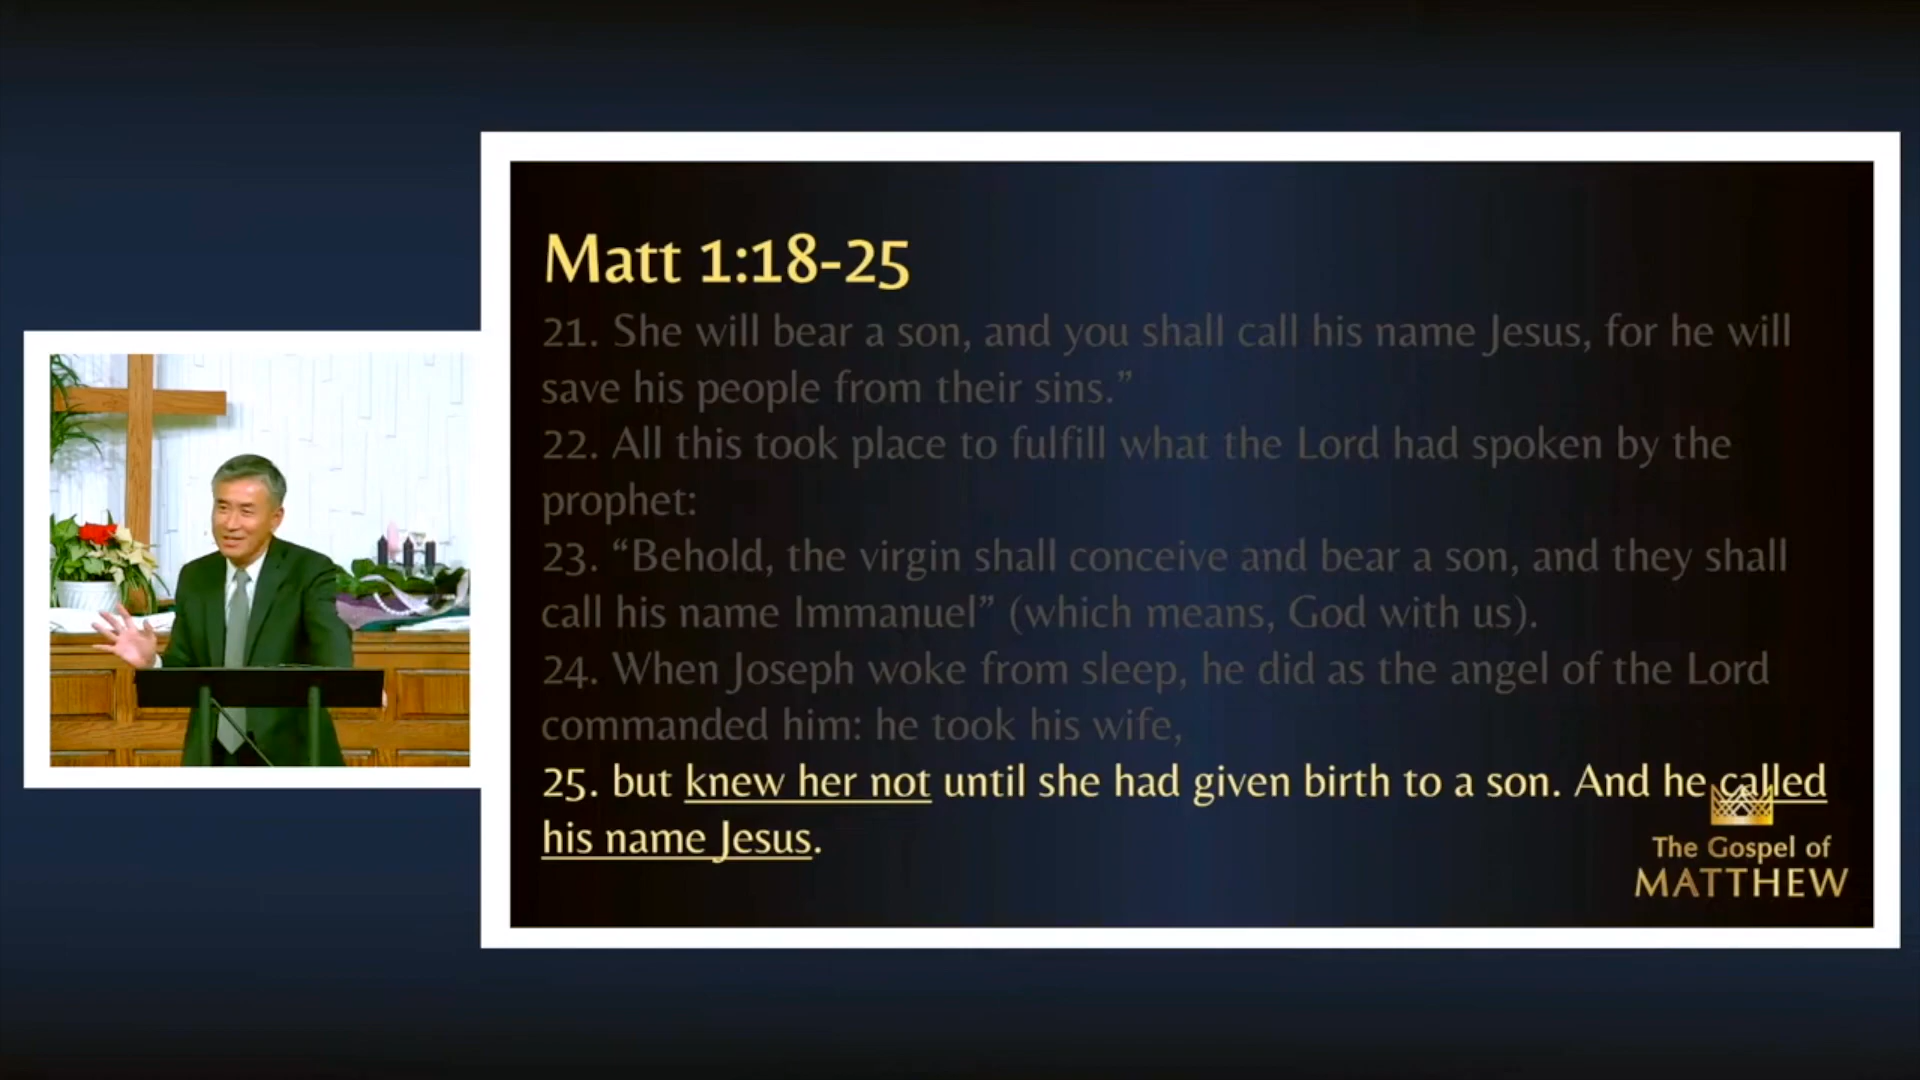 Matt 1:18-25
21. She will bear a son, and you shall call his name Jesus, for he will
save his people from their sins.”
22. All this took place to fulfill what the Lord had spoken by the
prophet:
23. “Behold, the virgin shall conceive and bear a son, and they shall
call his name Immanuel” (which means, God with us).
24. When Joseph woke from sleep, he did as the angel of the Lord
commanded him: he took his wife,
25. but knew her not until she had given birth to a son. And he called
his name Jesus.
The Gospel of
MATTHEW